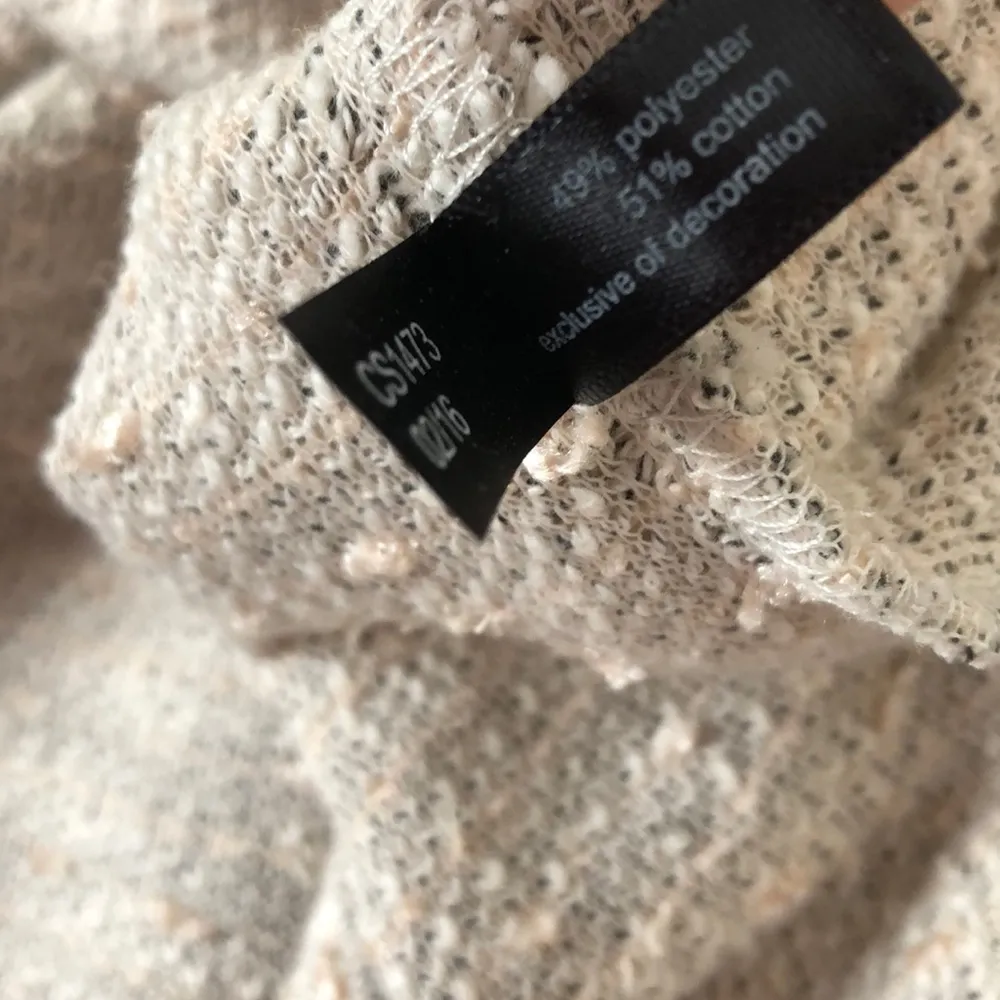 49% polyester
51% cotton
exclusive of decoration
CS1473
02/16